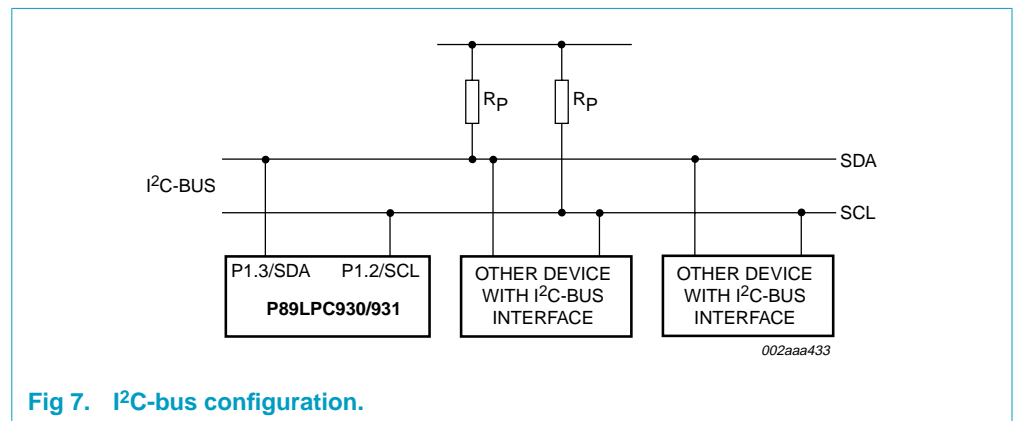 RP RP
SDA
I2C-BUS
SCL
P1.3/SDA P1.2/SCL
P89LPC930/931
OTHER DEVICE
WITH I2C-BUS
INTERFACE
OTHER DEVICE
WITH I2C-BUS
INTERFACE
002aaa433
Fig 7. I2C-bus configuration.